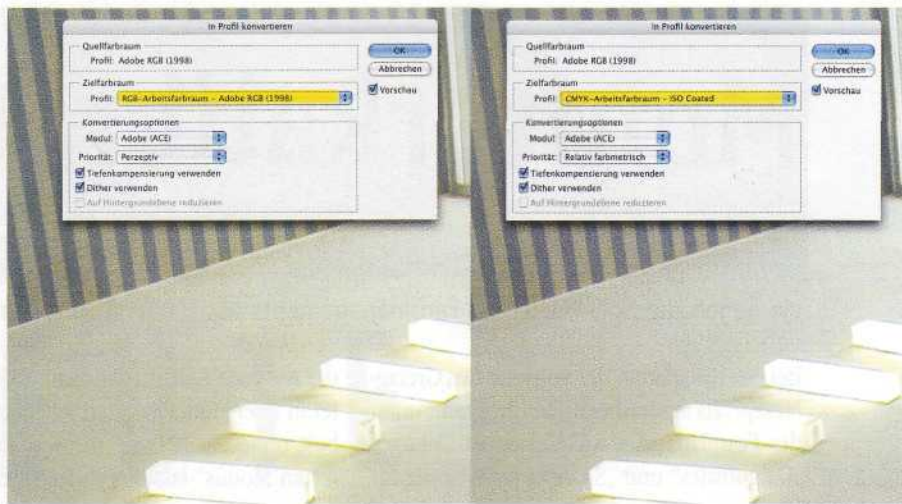 In Profil konvertieren
Quellfarbraum
Profil: Adobe RGB (1998)
Zielfarbraum
Profil: RGB-Arbeitsfarbraum - Adobe RGB (1998)
Konvertierungsoptionen
Modul: Adobe (ACE)
Priorität: Perzeptiv
Tiefenkompensierung verwenden
Dither verwenden
Auf Hintergrundebene reduzieren
OK
Abbrechen
Vorschau
In Profil konvertieren
Quellfarbraum
Profil: Adobe RGB (1998)
Zielfarbraum
Profil: CMYK-Arbeitsfarbraum - ISO Coated
Konvertierungsoptionen
Modul: Adobe (ACE)
Priorität: Relativ farbmetrisch
Tiefenkompensierung verwenden
Dither verwenden
Auf Hintergrundebene reduzieren
OK
Abbrechen
Vorschau